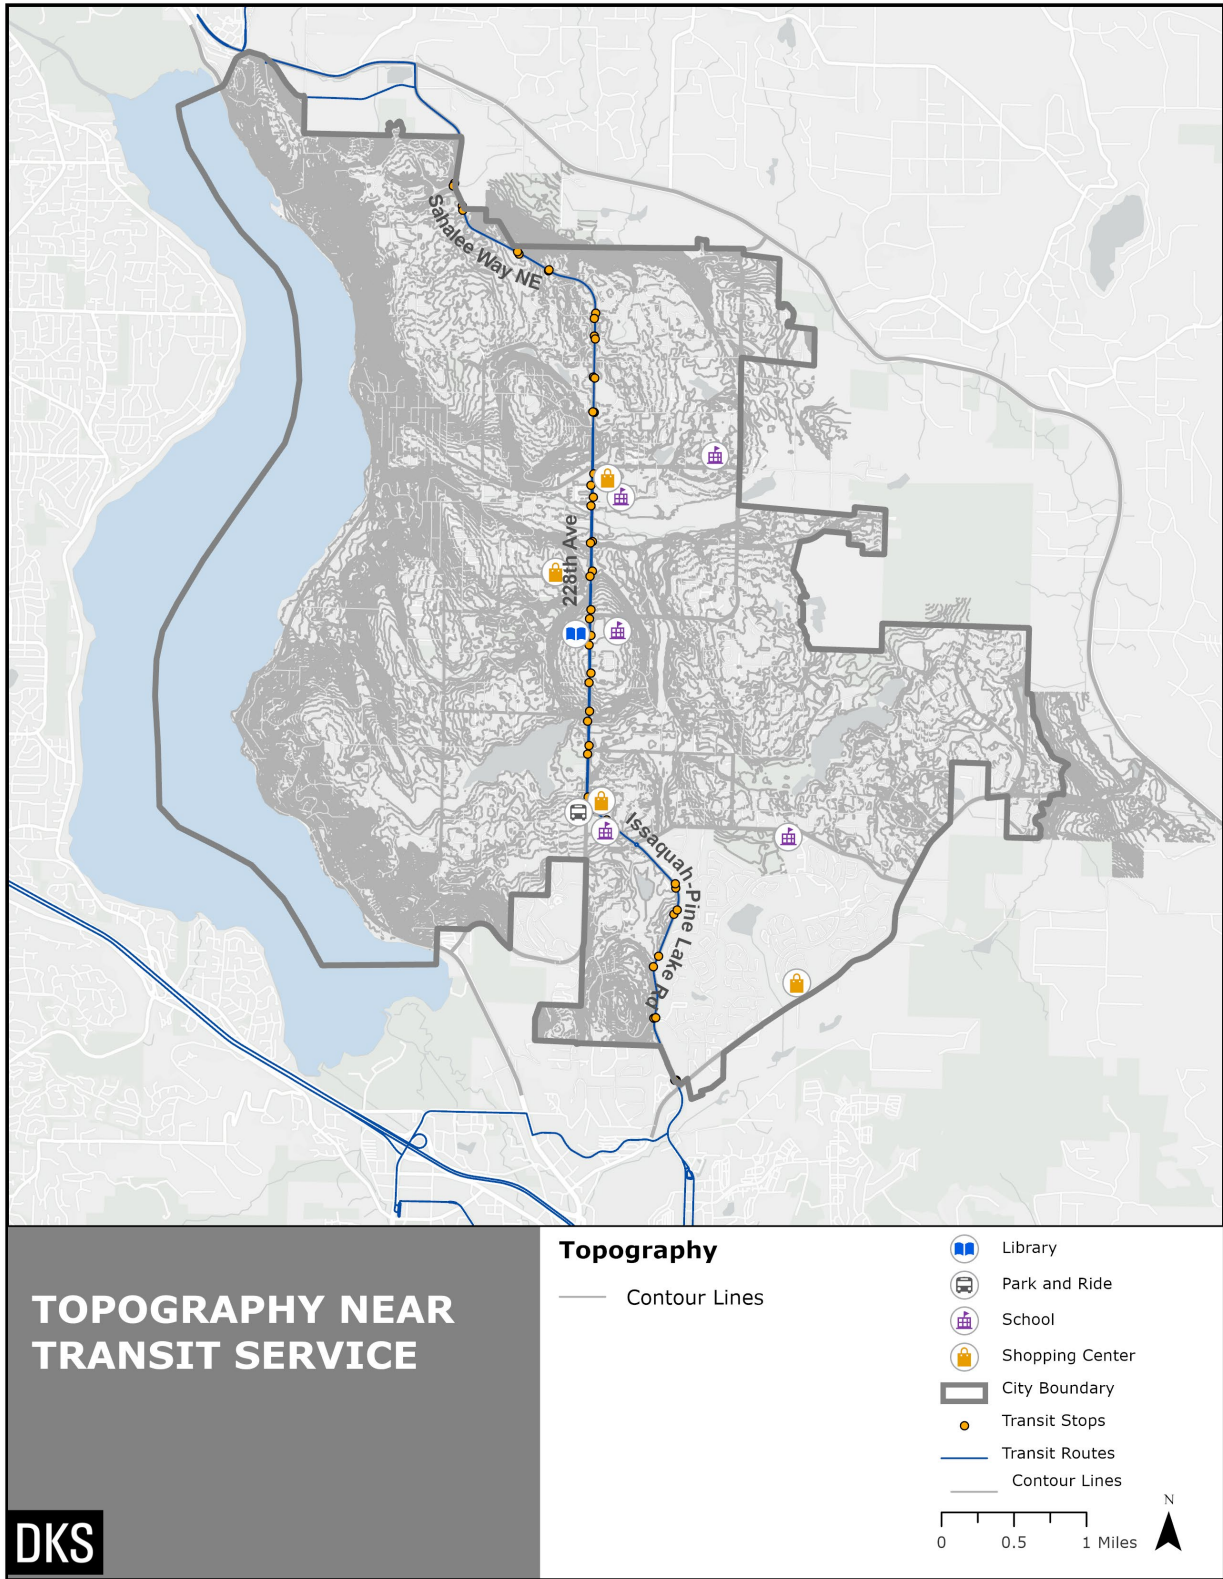 Sahalee Way NE
228th Ave
Issaquah-Pine Lake Rd
TOPOGRAPHY NEAR
TRANSIT SERVICE
DKS
Topography
Contour Lines
Library
Park and Ride
School
Shopping Center
City Boundary
Transit Stops
Transit Routes
Contour Lines
N
0 0.5 1 Miles